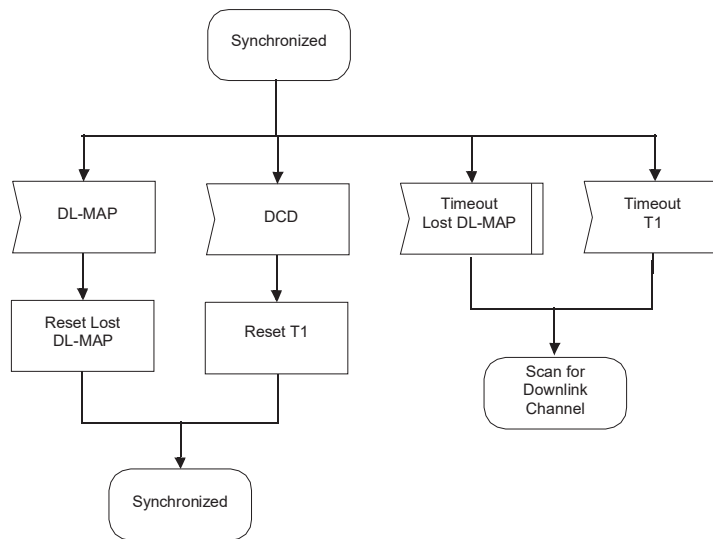 Synchronized
DL-MAP
DCD
Timeout
Lost DL-MAP
Timeout
T1
Reset Lost
DL-MAP
Reset T1
Scan for
Downlink
Channel
Synchronized